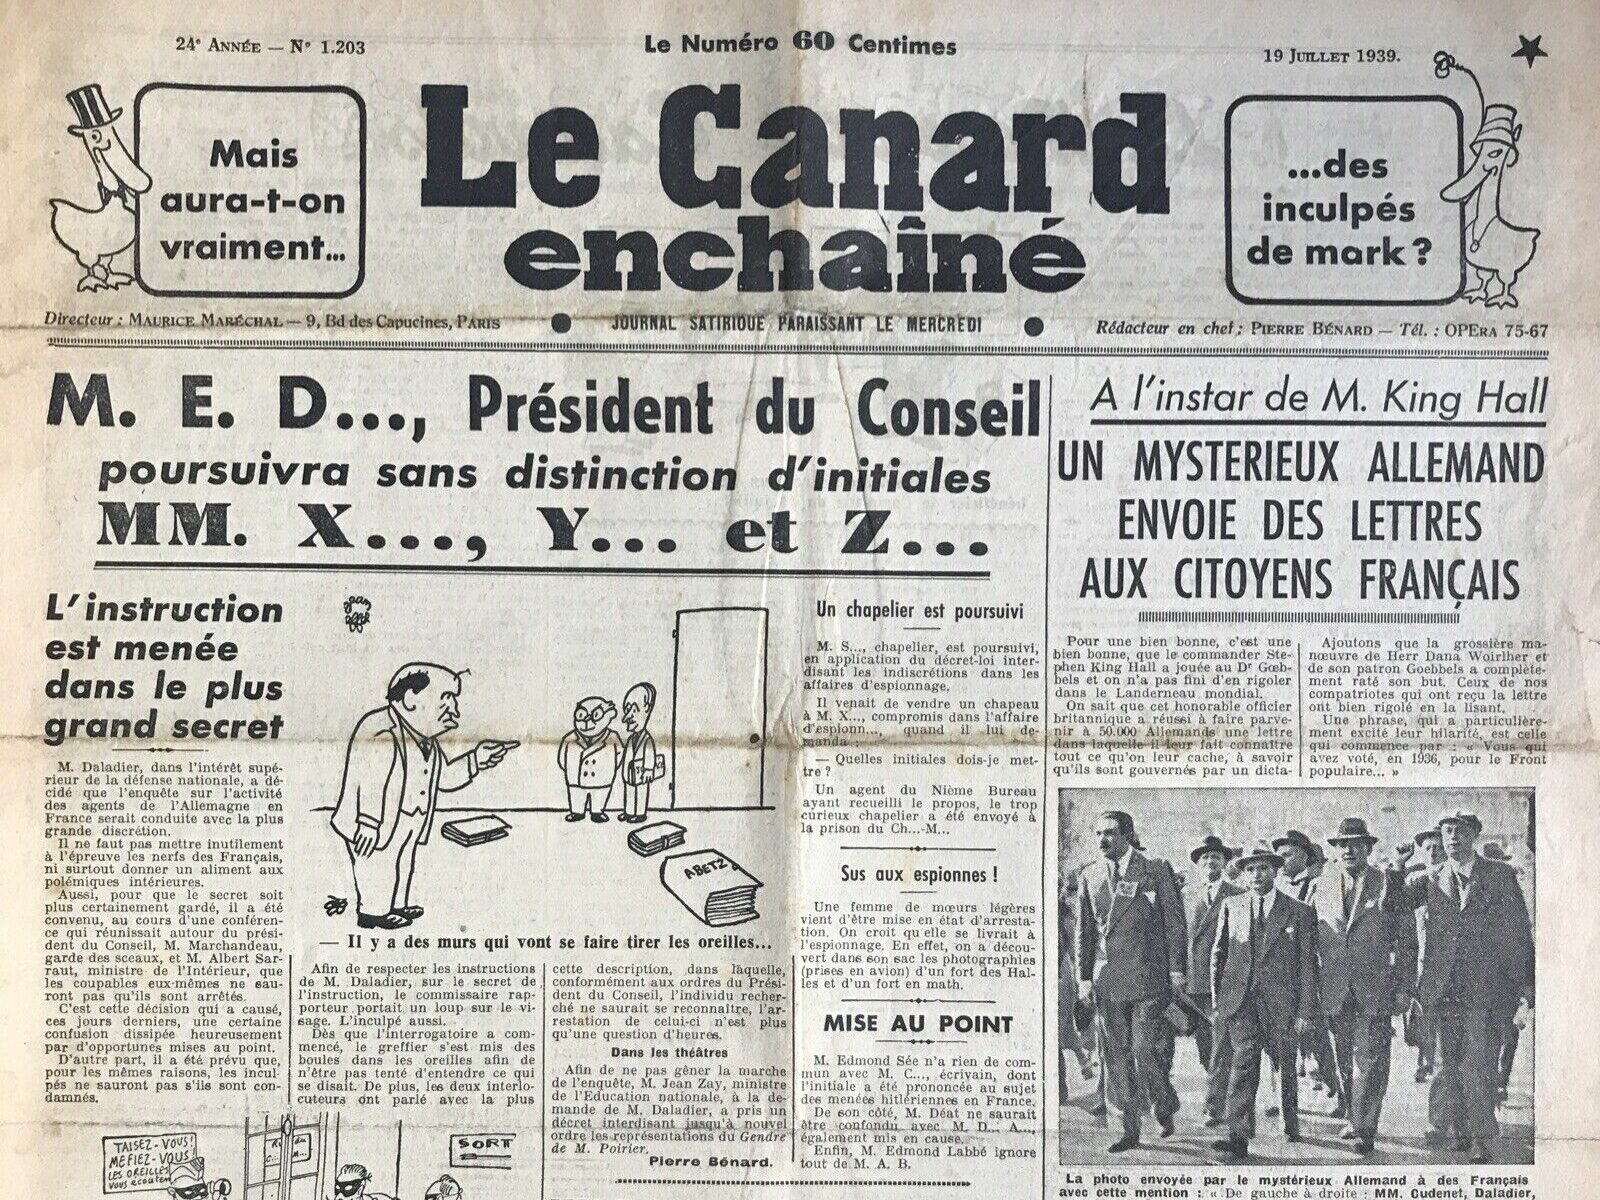 24e ANNÉE — N° 1.203
Le Numéro 60 Centimes
19 JUILLET 1939.
Mais
aura-t-on
vraiment...
Le Canard
enchaîné
...des
inculpés
de mark ?
Directeur : MAURICE MARÉCHAL — 9, Bd des Capucines, PARIS
JOURNAL SATIRIQUE PARAISSANT LE MERCREDI
Rédacteur en chef : PIERRE BÉNARD — Tél. : OPEra 75-67
M. E. D..., Président du Conseil
poursuivra sans distinction d'initiales
MM. X..., Y... et Z...
L'instruction
est menée
dans le plus
grand secret
M. Daladier, dans l'intérêt supé-
rieur de la défense nationale, a dé-
cidé que l'enquête sur l'activité
des agents de l'Allemagne en
France serait conduite avec la plus
grande discrétion.
Il ne faut pas mettre inutilement
à l'épreuve les nerfs des Français,
ni surtout donner un aliment aux
polémiques intérieures.
Aussi, pour que le secret soit
plus certainement gardé, il a été
convenu, au cours d'une conféren-
ce qui réunissait autour du prési-
dent du Conseil, M. Marchandeau,
garde des sceaux, et M. Albert Sar-
raut, ministre de l'Intérieur, que
les coupables eux-mêmes ne sau-
ront pas qu'ils sont arrêtés.
C'est cette décision qui a causé,
ces jours derniers, une certaine
confusion dissipée heureusement
par d'opportunes mises au point.
D'autre part, il a été prévu que,
pour les mêmes raisons, les incul-
pés ne sauront pas s'ils sont con-
damnés.
TAISEZ-VOUS !
MEFIEZ-VOUS
LES OREILLES
VOUS ECOUTENT
SORT
ABETZ
— Il y a des murs qui vont se faire tirer les oreilles...
Afin de respecter les instructions
de M. Daladier, sur le secret de
l'instruction, le commissaire rap-
porteur portait un loup sur le vi-
sage. L'inculpé aussi.
Dès que l'interrogatoire a com-
mencé, le greffier s'est mis des
boules dans les oreilles afin de
n'être pas tenté d'entendre ce qui
se disait. De plus, les deux interlo-
cuteurs ont parlé avec la plus
cette description, dans laquelle,
conformément aux ordres du Prési-
dent du Conseil, l'individu recher-
ché ne saurait se reconnaître, l'ar-
restation de celui-ci n'est plus
qu'une question d'heures.
Dans les théâtres
Afin de ne pas gêner la marche
de l'enquête, M. Jean Zay, ministre
de l'Education nationale, à la de-
mande de M. Daladier, a pris un
décret interdisant jusqu'à nouvel
ordre les représentations du Gendre
de M. Poirier.
Pierre Bénard.
Un chapelier est poursuivi
M. S..., chapelier, est poursuivi,
en application du décret-loi inter-
disant les indiscrétions dans les
affaires d'espionnage.
Il venait de vendre un chapeau
à M. X..., compromis dans l'affaire
d'espionn..., quand il lui de-
manda :
— Quelles initiales dois-je met-
tre ?
Un agent du Nième Bureau
ayant recueilli le propos, le trop
curieux chapelier a été envoyé à
la prison du Ch...-M...
Sus aux espionnes !
Une femme de mœurs légères
vient d'être mise en état d'arresta-
tion. On croit qu'elle se livrait à
l'espionnage. En effet, on a décou-
vert dans son sac les photographies
(prises en avion) d'un fort des Hal-
les et d'un fort en math.
MISE AU POINT
M. Edmond Sée n'a rien de com-
mun avec M. C..., écrivain, dont
l'initiale a été prononcée au sujet
des menées hitlériennes en France.
De son côté, M. Déat ne saurait
être confondu avec M. D... A...,
également mis en cause.
Enfin, M. Edmond Labbé ignore
tout de M. A. B.
A l'instar de M. King Hall
UN MYSTERIEUX ALLEMAND
ENVOIE DES LETTRES
AUX CITOYENS FRANÇAIS
Pour une bien bonne, c'est une
bien bonne, que le commander Ste-
phen King Hall a jouée au Dr Gœb-
bels et on n'a pas fini d'en rigoler
dans le Landerneau mondial.
On sait que cet honorable officier
britannique a réussi à faire parve-
nir à 50.000 Allemands une lettre
dans laquelle il leur fait connaître
tout ce qu'on leur cache, à savoir
qu'ils sont gouvernés par un dicta-
Ajoutons que la grossière ma-
nœuvre de Herr Dana Woirlher et
de son patron Goebbels a complète-
ment raté son but. Ceux de nos
compatriotes qui ont reçu la lettre
ont bien rigolé en la lisant.
Une phrase, qui a particulière-
ment excité leur hilarité, est celle
qui commence par : « Vous qui
avez voté, en 1936, pour le Front
populaire... »
La photo envoyée par le mystérieux Allemand à des Français
avec cette mention : « De gauche à droite : MM. Cudenet, Daladier,